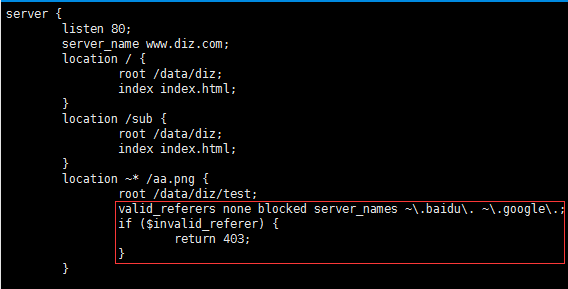 server {
listen 80;
server_name www.diz.com;
location / {
root /data/diz;
index index.html;
}
location /sub {
root /data/diz;
index index.html;
}
location ~* /aa.png {
root /data/diz/test;
valid_referers none blocked server_names ~\.baidu\. ~\.google\.;
if ($invalid_referer) {
return 403;
}
}